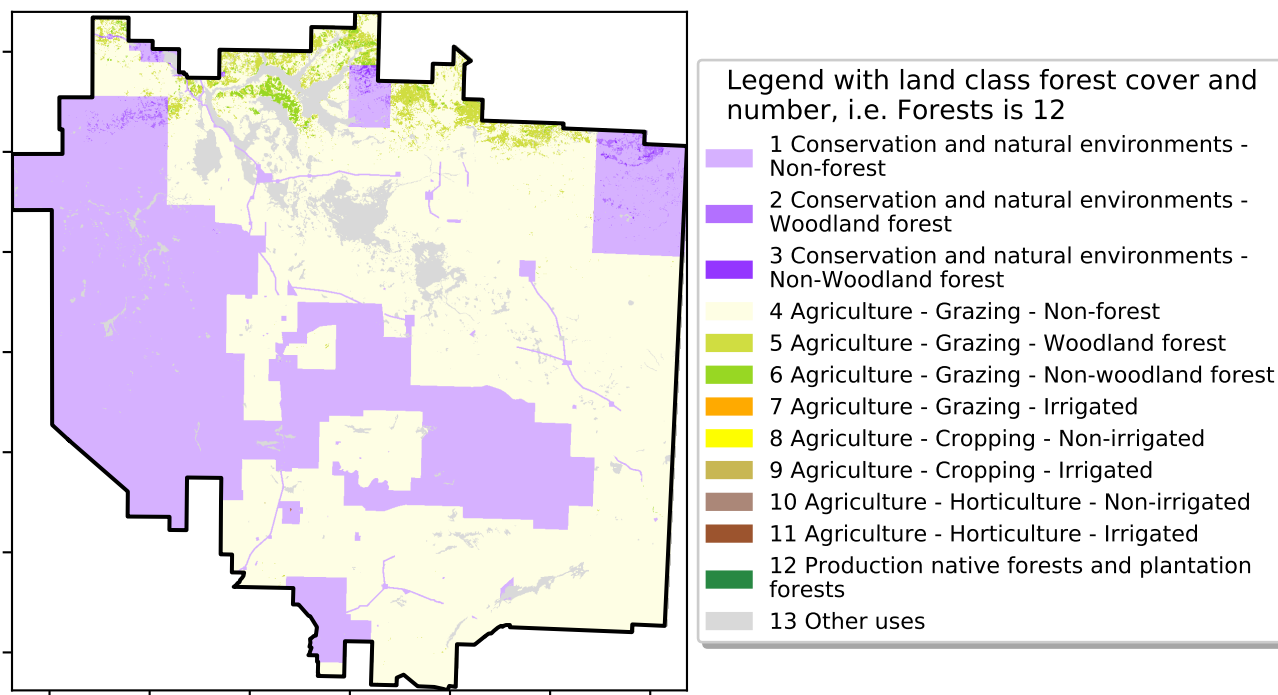 Legend with land class forest cover and
number, i.e. Forests is 12
1 Conservation and natural environments -
Non-forest
2 Conservation and natural environments -
Woodland forest
3 Conservation and natural environments -
Non-Woodland forest
4 Agriculture - Grazing - Non-forest
5 Agriculture - Grazing - Woodland forest
6 Agriculture - Grazing - Non-woodland forest
7 Agriculture - Grazing - Irrigated
8 Agriculture - Cropping - Non-irrigated
9 Agriculture - Cropping - Irrigated
10 Agriculture - Horticulture - Non-irrigated
11 Agriculture - Horticulture - Irrigated
12 Production native forests and plantation
forests
13 Other uses